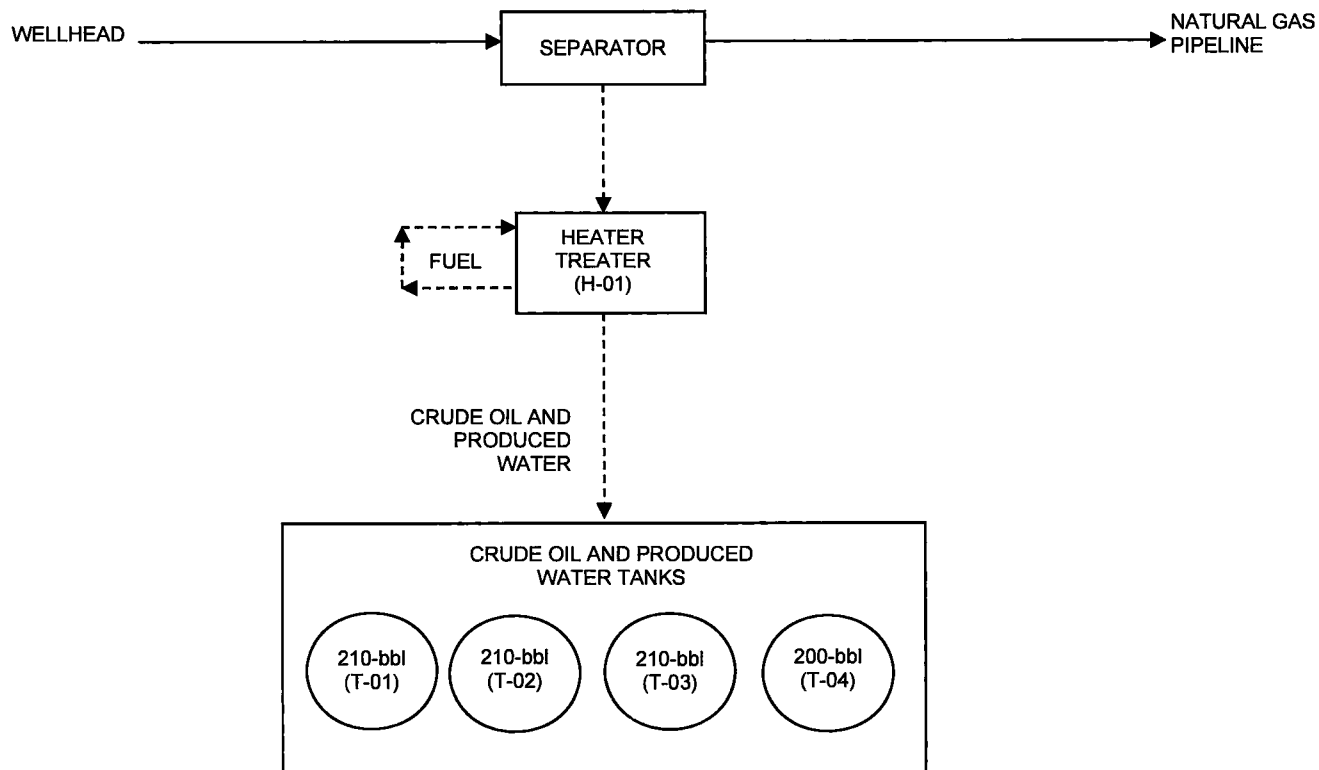 WELLHEAD
SEPARATOR
NATURAL GAS
PIPELINE
HEATER
TREATER
(H-01)
FUEL
CRUDE OIL AND
PRODUCED
WATER
CRUDE OIL AND PRODUCED
WATER TANKS
210-bbl
(T-01)
210-bbl
(T-02)
210-bbl
(T-03)
200-bbl
(T-04)